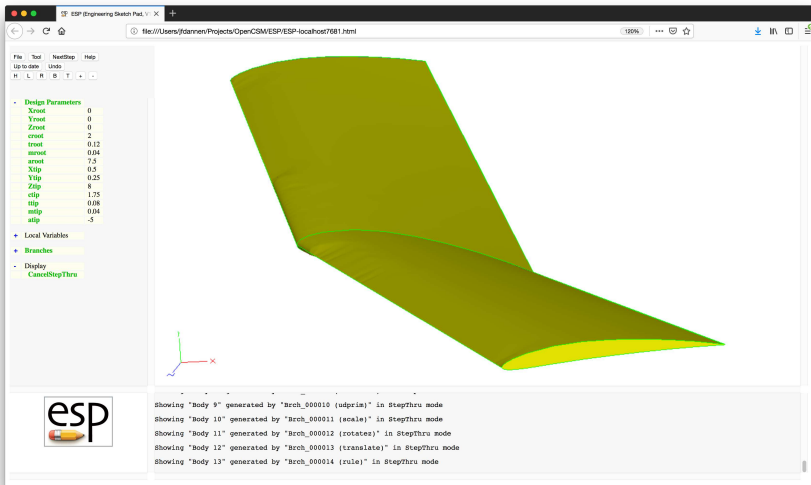 ESP (Engineering Sketch Pad, V
file:///Users/jfdannen/Projects/OpenCSM/ESP/ESP-localhost7681.html
120%
File Tool NextStep Help
Up to date Undo
H L R B T + -
- Design Parameters
Xroot 0
Yroot 0
Zroot 0
croot 2
troot 0.12
mroot 0.04
aroot 7.5
Xtip 0.5
Ytip 0.25
Ztip 8
ctip 1.75
ttip 0.08
mtip 0.04
atip -5
+ Local Variables
+ Branches
- Display
CancelStepThru
X
esp
Showing "Body 9" generated by "Brch_000010 (udprim)" in StepThru mode
Showing "Body 10" generated by "Brch_000011 (scale)" in StepThru mode
Showing "Body 11" generated by "Brch_000012 (rotatez)" in StepThru mode
Showing "Body 12" generated by "Brch_000013 (translate)" in StepThru mode
Showing "Body 13" generated by "Brch_000014 (rule)" in StepThru mode